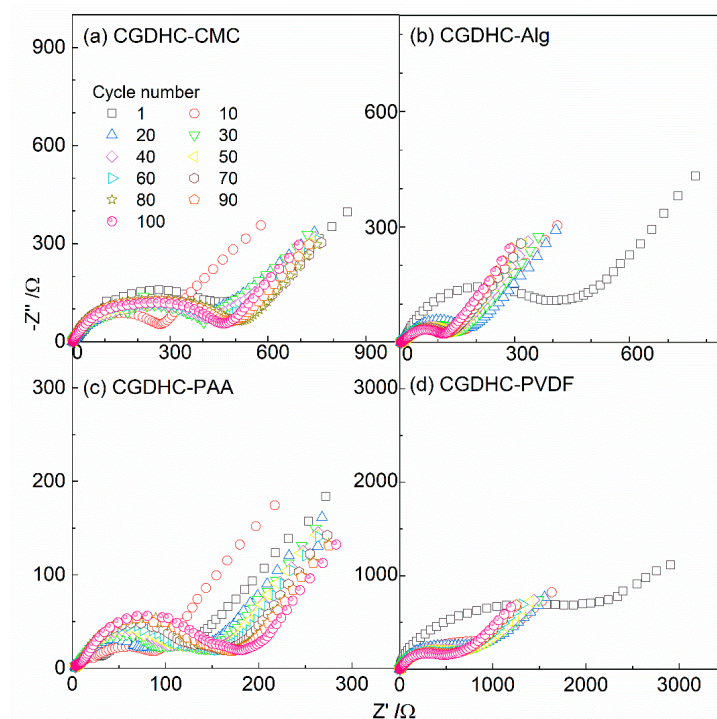 (a) CGDHC-CMC
(b) CGDHC-Alg
Cycle number
1 10
20 30
40 50
60 70
80 90
100
900
600
300
0
0 300 600 900
600
300
0
0 300 600
(c) CGDHC-PAA
(d) CGDHC-PVDF
300
200
100
0
0 100 200 300
3000
2000
1000
0
0 1000 2000 3000
-Z'' /Ω
Z' /Ω